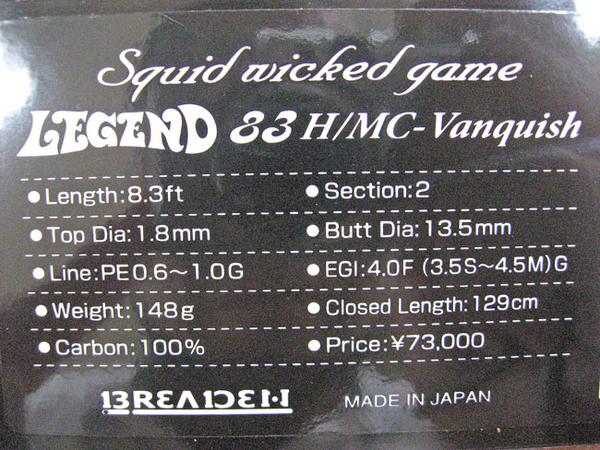 Squid wicked game
LEGEND 83 H/MC-Vanquish
●Length:8.3ft ●Section:2
●Top Dia:1.8mm ●Butt Dia:13.5mm
●Line:PE0.6～1.0G ●EGI:4.0F (3.5S～4.5M)G
●Weight:148g ●Closed Length:129cm
●Carbon:100% ●Price:¥73,000
BREADEN MADE IN JAPAN